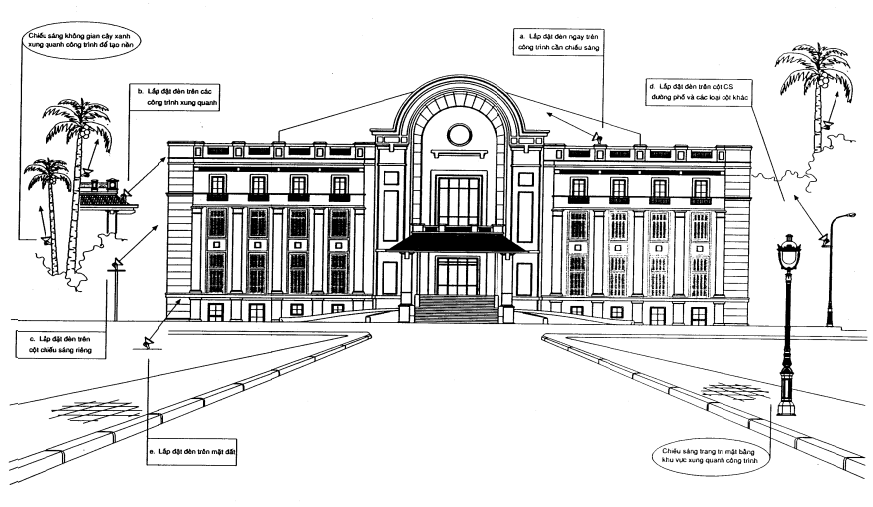 Chiếu sáng không gian cây xanh
xung quanh công trình để tạo nền
a. Lắp đặt đèn ngay trên
công trình cần chiếu sáng
b. Lắp đặt đèn trên các
công trình xung quanh
d. Lắp đặt đèn trên cột CS
đường phố và các loại cột khác
c. Lắp đặt đèn trên
cột chiếu sáng riêng
e. Lắp đặt đèn trên mặt đất
Chiếu sáng trang trí mặt bằng
khu vực xung quanh công trình